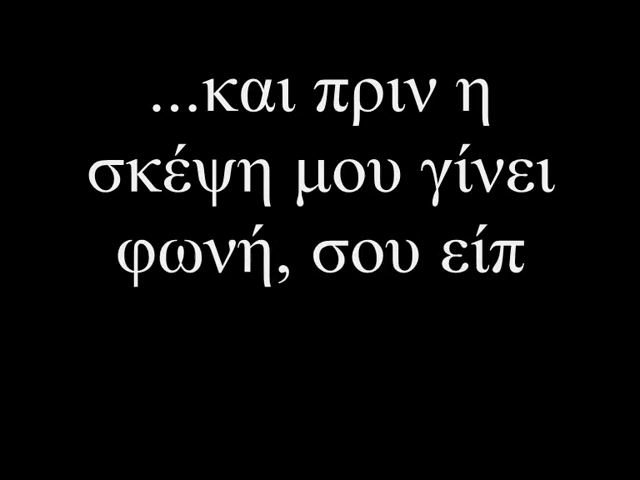 ...και πριν η
σκέψη μου γίνει
φωνή, σου είπ